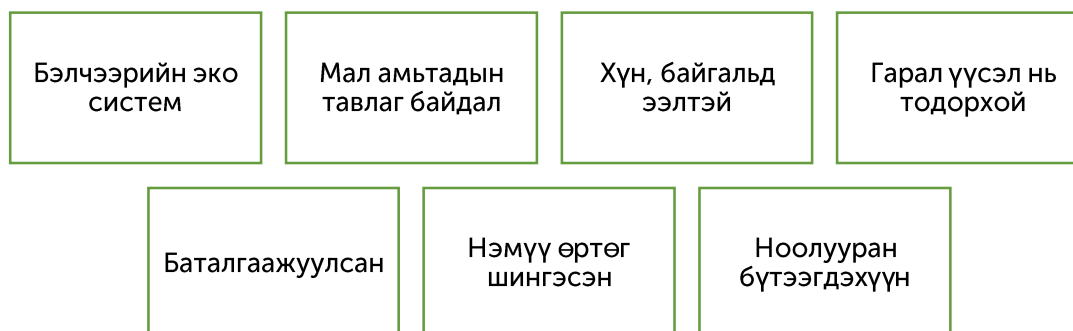 Бэлчээрийн эко
систем
Мал амьтадын
тавлаг байдал
Хүн, байгальд
ээлтэй
Гарал үүсэл нь
тодорхой
Баталгаажуулсан
Нэмүү өртөг
шингэсэн
Ноолууран
бүтээгдэхүүн